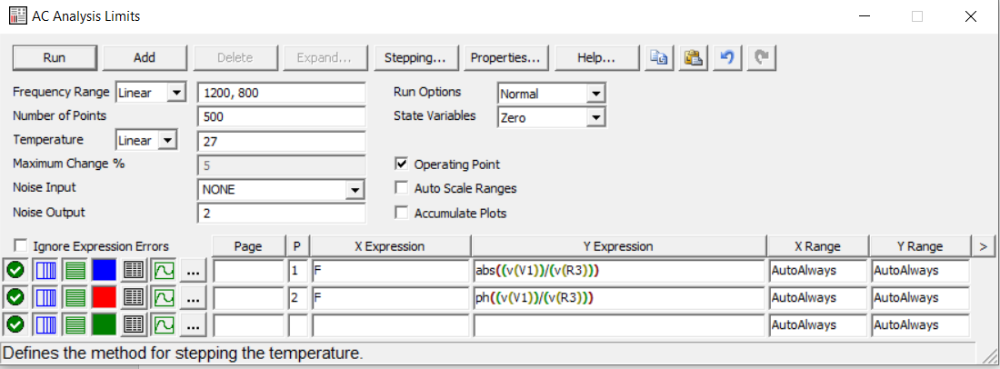 AC Analysis Limits
Run Add Delete Expand... Stepping... Properties... Help...
Frequency Range Linear 1200, 800 Run Options Normal
Number of Points 500 State Variables Zero
Temperature Linear 27
Maximum Change % 5 Operating Point
Noise Input NONE Auto Scale Ranges
Noise Output 2 Accumulate Plots
Ignore Expression Errors Page P X Expression Y Expression X Range Y Range >
... 1 F abs((v(V1))/(v(R3))) AutoAlways AutoAlways
... 2 F ph((v(V1))/(v(R3))) AutoAlways AutoAlways
... AutoAlways AutoAlways
Defines the method for stepping the temperature.